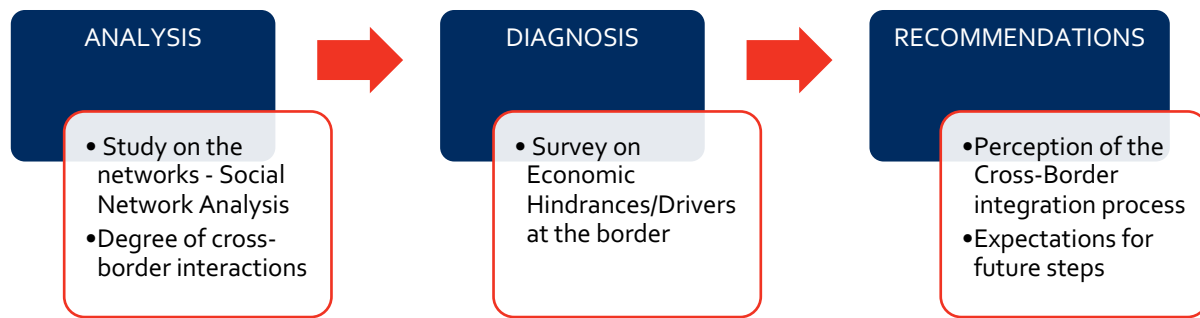 ANALYSIS
• Study on the
networks - Social
Network Analysis
•Degree of cross-
border interactions
DIAGNOSIS
• Survey on
Economic
Hindrances/Drivers
at the border
RECOMMENDATIONS
•Perception of the
Cross-Border
integration process
•Expectations for
future steps